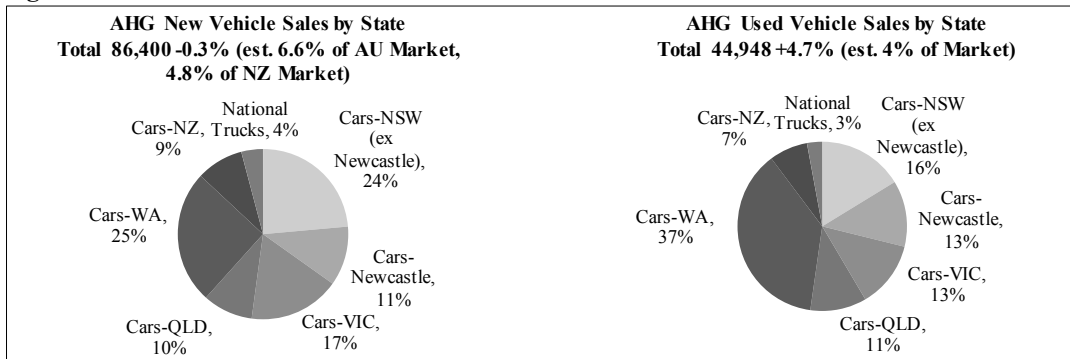 AHG New Vehicle Sales by State
Total 86,400 -0.3% (est. 6.6% of AU Market,
4.8% of NZ Market)
National
Trucks, 4%
Cars-NZ,
9%
Cars-NSW
(ex
Newcastle),
24%
Cars-WA,
25%
Cars-
Newcastle,
11%
Cars-QLD,
10%
Cars-VIC,
17%
AHG Used Vehicle Sales by State
Total 44,948 +4.7% (est. 4% of Market)
National
Trucks, 3%
Cars-NZ,
7%
Cars-NSW
(ex
Newcastle),
16%
Cars-WA,
37%
Cars-
Newcastle,
13%
Cars-VIC,
13%
Cars-QLD,
11%